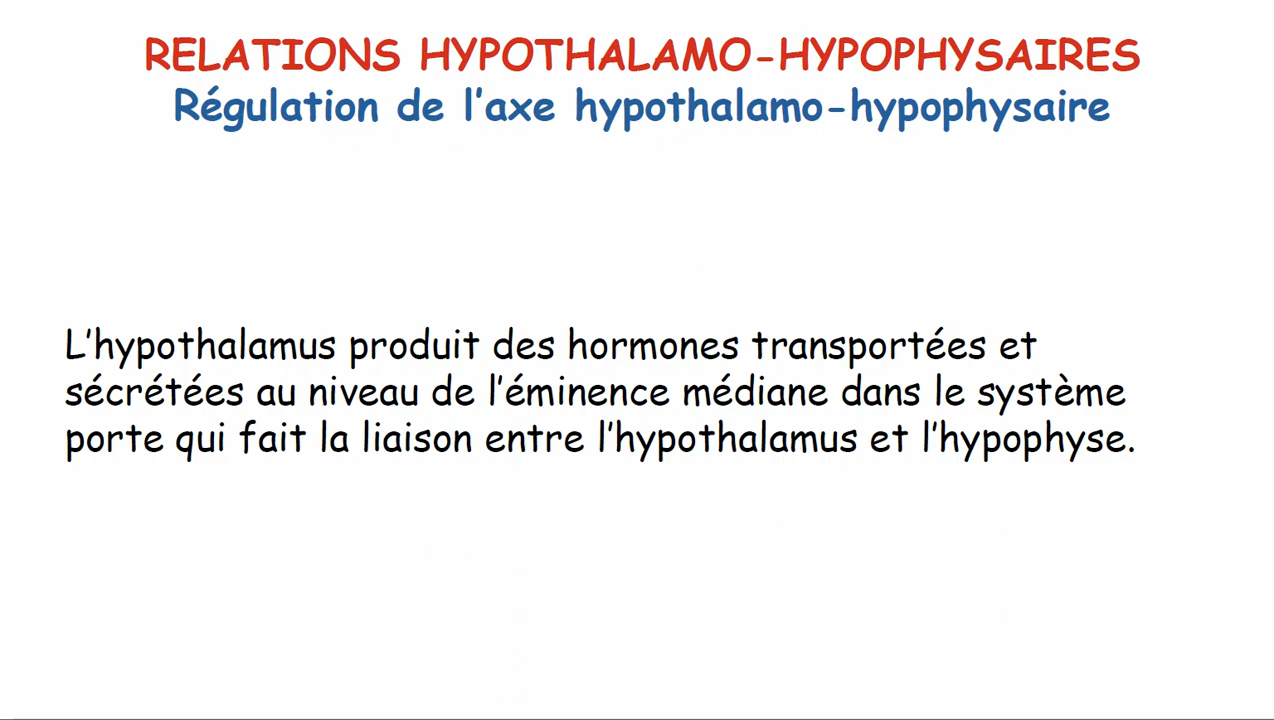 RELATIONS HYPOTHALAMO-HYPOPHYSAIRES
Régulation de l’axe hypothalamo-hypophysaire
L’hypothalamus produit des hormones transportées et
sécrétées au niveau de l’éminence médiane dans le système
porte qui fait la liaison entre l’hypothalamus et l’hypophyse.